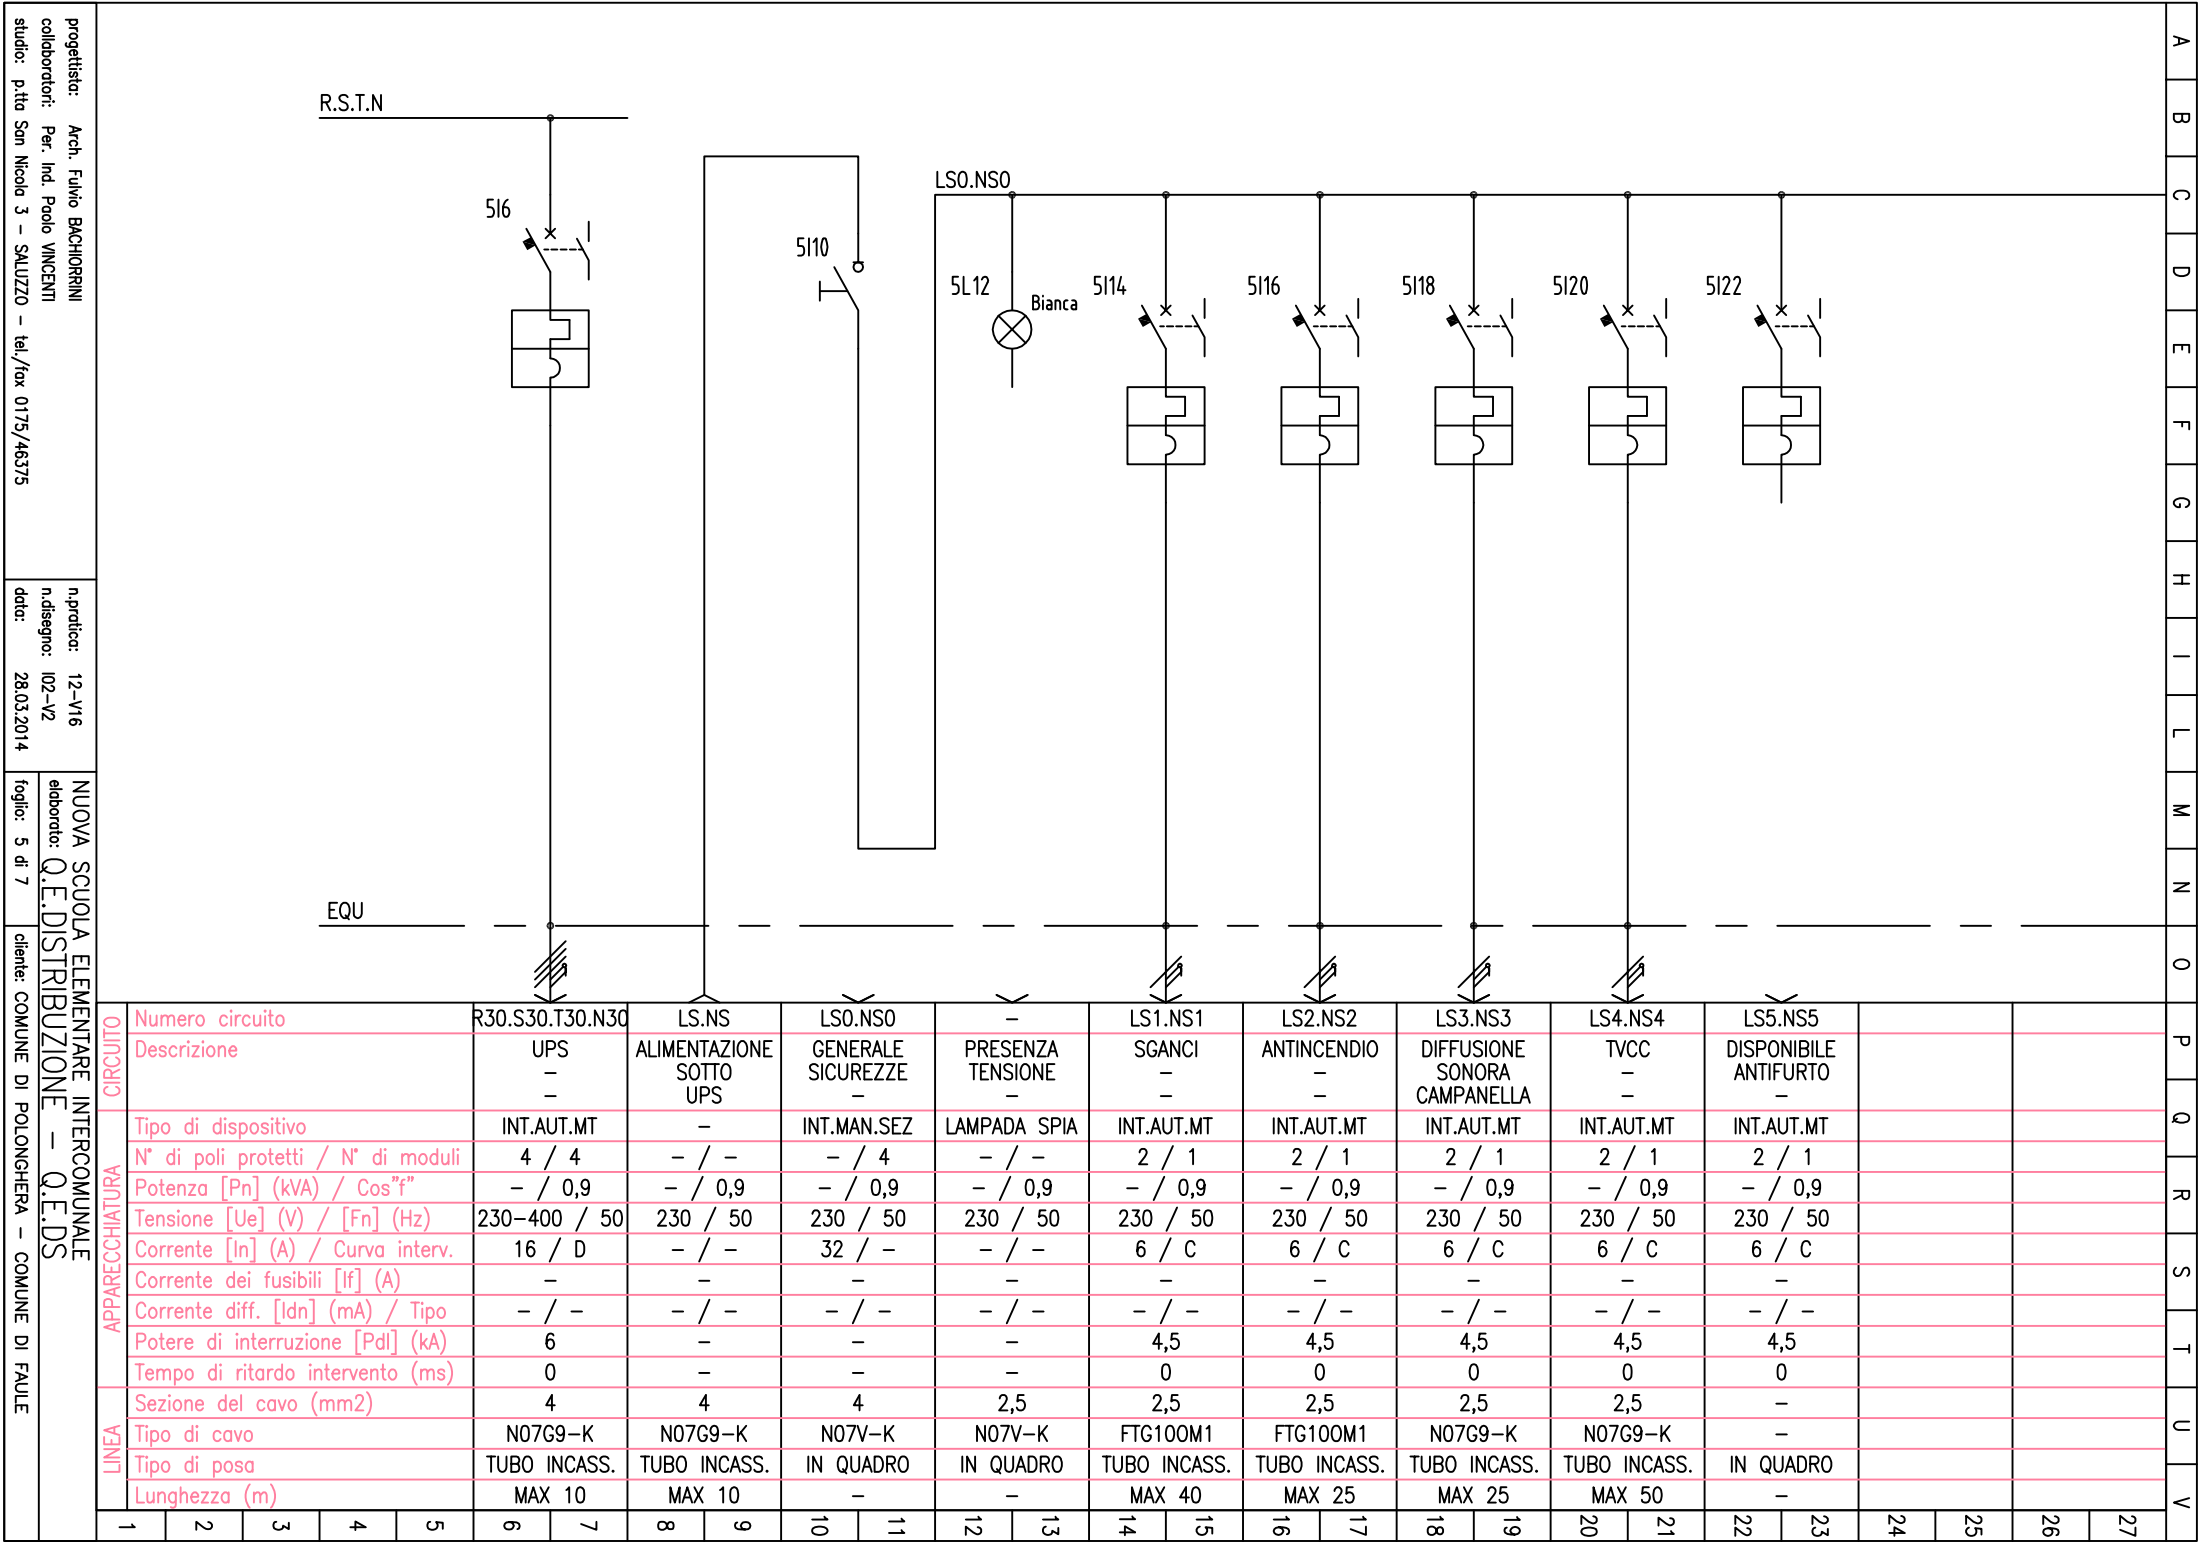 R.S.T.N
LS0.NS0
5I6
5I10
5L12
Bianca
5I14
5I16
5I18
5I20
5I22
EQU
CIRCUITO
Numero circuito R30.S30.T30.N30 LS.NS LS0.NS0 – LS1.NS1 LS2.NS2 LS3.NS3 LS4.NS4 LS5.NS5
Descrizione UPS ALIMENTAZIONE GENERALE PRESENZA SGANCI ANTINCENDIO DIFFUSIONE TVCC DISPONIBILE
– SOTTO SICUREZZE TENSIONE – – SONORA – ANTIFURTO
– UPS – – – – CAMPANELLA – –
APPARECCHIATURA
Tipo di dispositivo INT.AUT.MT – INT.MAN.SEZ LAMPADA SPIA INT.AUT.MT INT.AUT.MT INT.AUT.MT INT.AUT.MT INT.AUT.MT
N° di poli protetti / N° di moduli 4 / 4 – / – – / 4 – / – 2 / 1 2 / 1 2 / 1 2 / 1 2 / 1
Potenza [Pn] (kVA) / Cos"f" – / 0,9 – / 0,9 – / 0,9 – / 0,9 – / 0,9 – / 0,9 – / 0,9 – / 0,9 – / 0,9
Tensione [Ue] (V) / [Fn] (Hz) 230–400 / 50 230 / 50 230 / 50 230 / 50 230 / 50 230 / 50 230 / 50 230 / 50 230 / 50
Corrente [In] (A) / Curva interv. 16 / D – / – 32 / – – / – 6 / C 6 / C 6 / C 6 / C 6 / C
Corrente dei fusibili [If] (A) – – – – – – – – –
Corrente diff. [Idn] (mA) / Tipo – / – – / – – / – – / – – / – – / – – / – – / – – / –
Potere di interruzione [PdI] (kA) 6 – – – 4,5 4,5 4,5 4,5 4,5
Tempo di ritardo intervento (ms) 0 – – – 0 0 0 0 0
LINEA
Sezione del cavo (mm2) 4 4 4 2,5 2,5 2,5 2,5 2,5 –
Tipo di cavo N07G9–K N07G9–K N07V–K N07V–K FTG10OM1 FTG10OM1 N07G9–K N07G9–K –
Tipo di posa TUBO INCASS. TUBO INCASS. IN QUADRO IN QUADRO TUBO INCASS. TUBO INCASS. TUBO INCASS. TUBO INCASS. IN QUADRO
Lunghezza (m) MAX 10 MAX 10 – – MAX 40 MAX 25 MAX 25 MAX 50 –
1 2 3 4 5 6 7 8 9 10 11 12 13 14 15 16 17 18 19 20 21 22 23 24 25 26 27
A
B
C
D
E
F
G
H
I
L
M
N
O
P
Q
R
S
T
U
V
progettista: Arch. Fulvio BACHIORRINI
collaboratori: Per. Ind. Paolo VINCENTI
studio: p.tta San Nicola 3 – SALUZZO – tel./fax 0175/46375
n.pratica: 12–V16
n.disegno: I02–V2
data: 28.03.2014
NUOVA SCUOLA ELEMENTARE INTERCOMUNALE
elaborato: Q.E.DISTRIBUZIONE – Q.E.DS
foglio: 5 di 7
cliente: COMUNE DI POLONGHERA – COMUNE DI FAULE